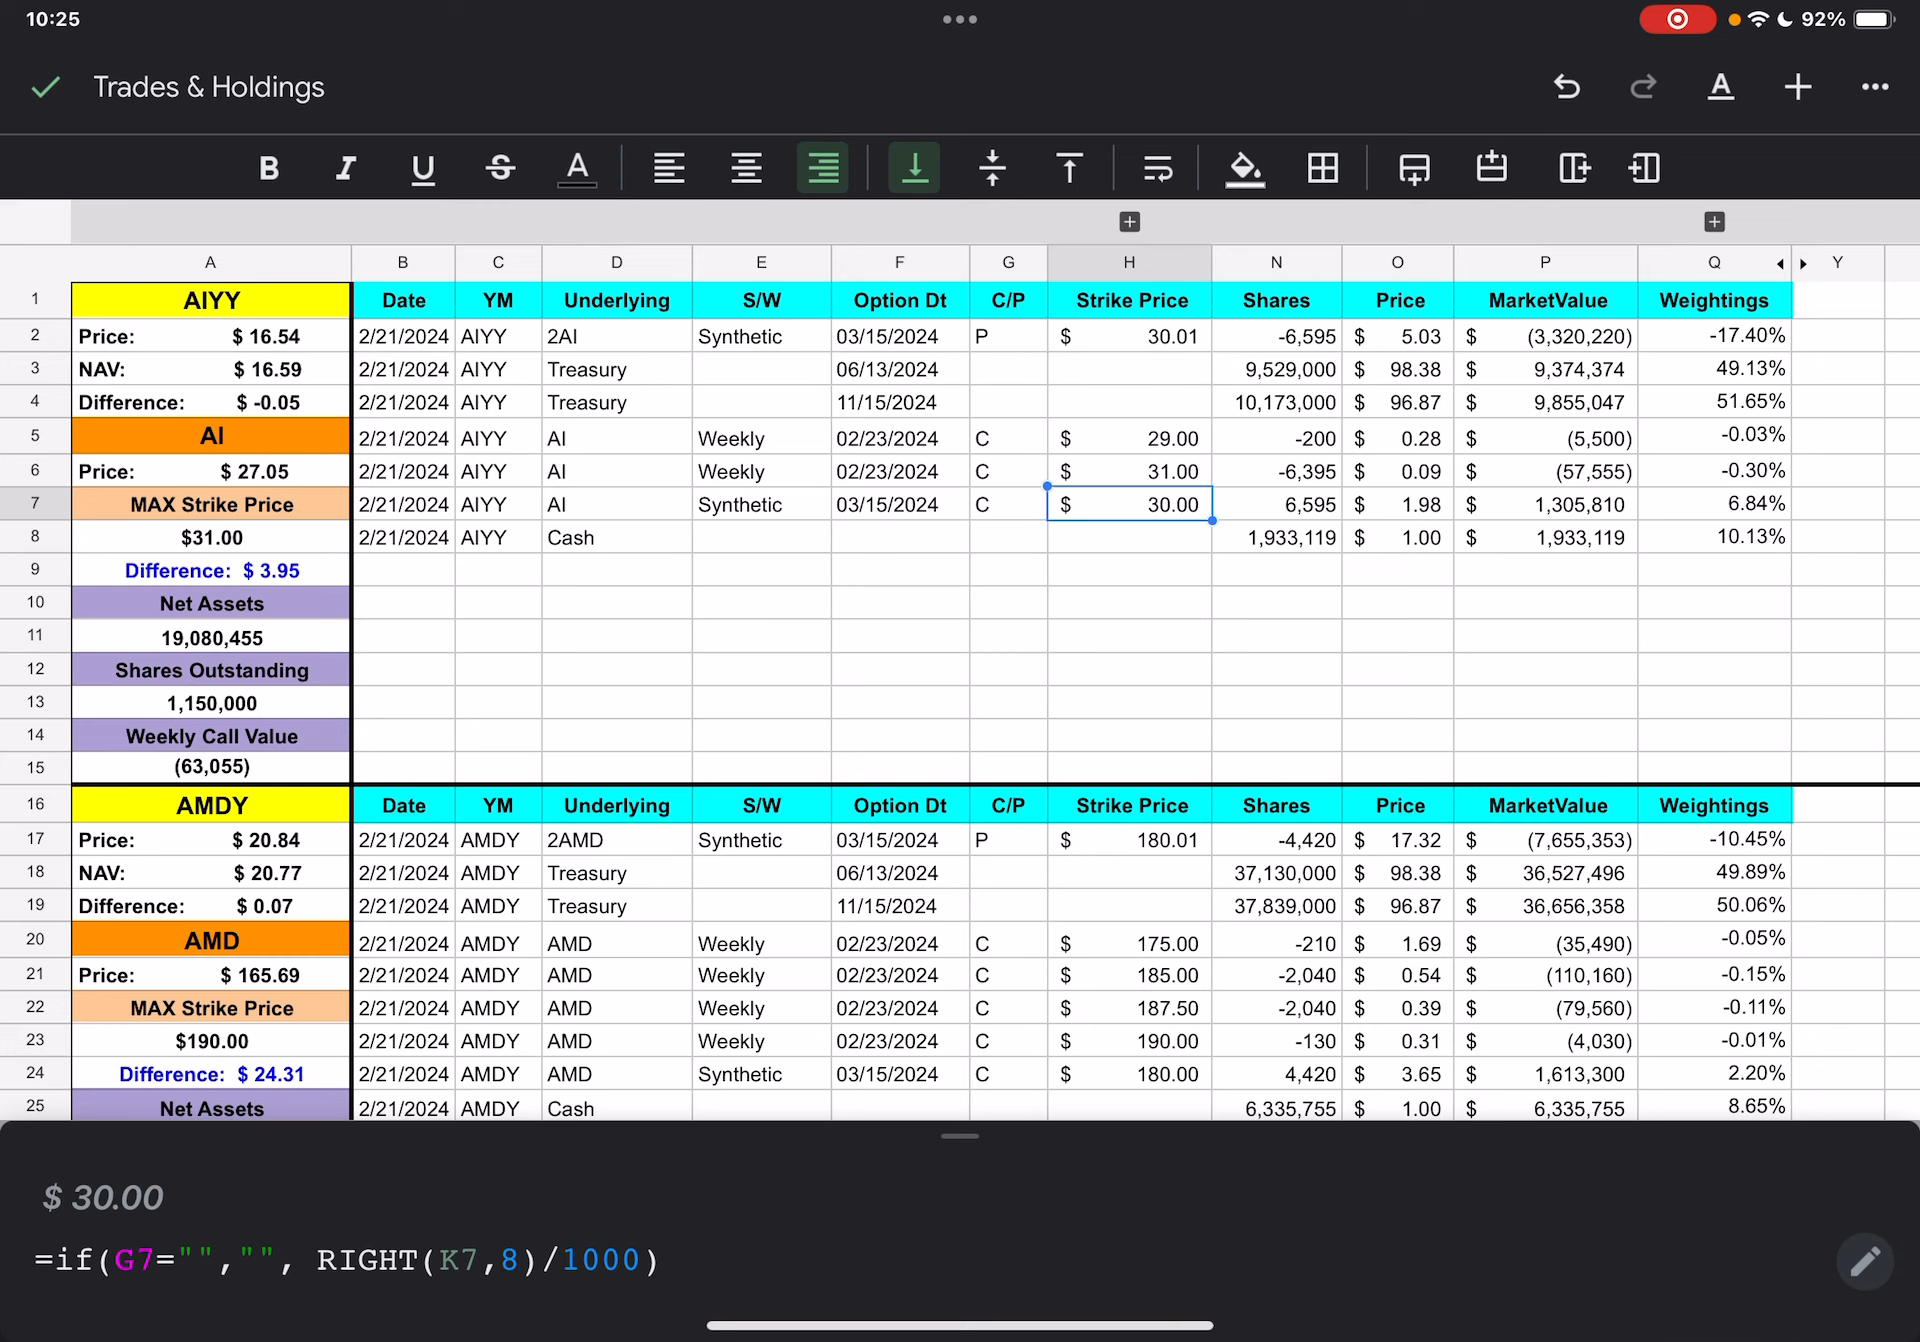 10:25
92%
Trades & Holdings
B I U S A
A B C D E F G H N O P Q Y
1 AIYY Date YM Underlying S/W Option Dt C/P Strike Price Shares Price MarketValue Weightings
2 Price: $ 16.54 2/21/2024 AIYY 2AI Synthetic 03/15/2024 P $ 30.01 -6,595 $ 5.03 $ (3,320,220) -17.40%
3 NAV: $ 16.59 2/21/2024 AIYY Treasury 06/13/2024 9,529,000 $ 98.38 $ 9,374,374 49.13%
4 Difference: $ -0.05 2/21/2024 AIYY Treasury 11/15/2024 10,173,000 $ 96.87 $ 9,855,047 51.65%
5 AI 2/21/2024 AIYY AI Weekly 02/23/2024 C $ 29.00 -200 $ 0.28 $ (5,500) -0.03%
6 Price: $ 27.05 2/21/2024 AIYY AI Weekly 02/23/2024 C $ 31.00 -6,395 $ 0.09 $ (57,555) -0.30%
7 MAX Strike Price 2/21/2024 AIYY AI Synthetic 03/15/2024 C $ 30.00 6,595 $ 1.98 $ 1,305,810 6.84%
8 $31.00 2/21/2024 AIYY Cash 1,933,119 $ 1.00 $ 1,933,119 10.13%
9 Difference: $ 3.95
10 Net Assets
11 19,080,455
12 Shares Outstanding
13 1,150,000
14 Weekly Call Value
15 (63,055)
16 AMDY Date YM Underlying S/W Option Dt C/P Strike Price Shares Price MarketValue Weightings
17 Price: $ 20.84 2/21/2024 AMDY 2AMD Synthetic 03/15/2024 P $ 180.01 -4,420 $ 17.32 $ (7,655,353) -10.45%
18 NAV: $ 20.77 2/21/2024 AMDY Treasury 06/13/2024 37,130,000 $ 98.38 $ 36,527,496 49.89%
19 Difference: $ 0.07 2/21/2024 AMDY Treasury 11/15/2024 37,839,000 $ 96.87 $ 36,656,358 50.06%
20 AMD 2/21/2024 AMDY AMD Weekly 02/23/2024 C $ 175.00 -210 $ 1.69 $ (35,490) -0.05%
21 Price: $ 165.69 2/21/2024 AMDY AMD Weekly 02/23/2024 C $ 185.00 -2,040 $ 0.54 $ (110,160) -0.15%
22 MAX Strike Price 2/21/2024 AMDY AMD Weekly 02/23/2024 C $ 187.50 -2,040 $ 0.39 $ (79,560) -0.11%
23 $190.00 2/21/2024 AMDY AMD Weekly 02/23/2024 C $ 190.00 -130 $ 0.31 $ (4,030) -0.01%
24 Difference: $ 24.31 2/21/2024 AMDY AMD Synthetic 03/15/2024 C $ 180.00 4,420 $ 3.65 $ 1,613,300 2.20%
25 Net Assets 2/21/2024 AMDY Cash 6,335,755 $ 1.00 $ 6,335,755 8.65%
$ 30.00
=if(G7="","", RIGHT(K7,8)/1000)